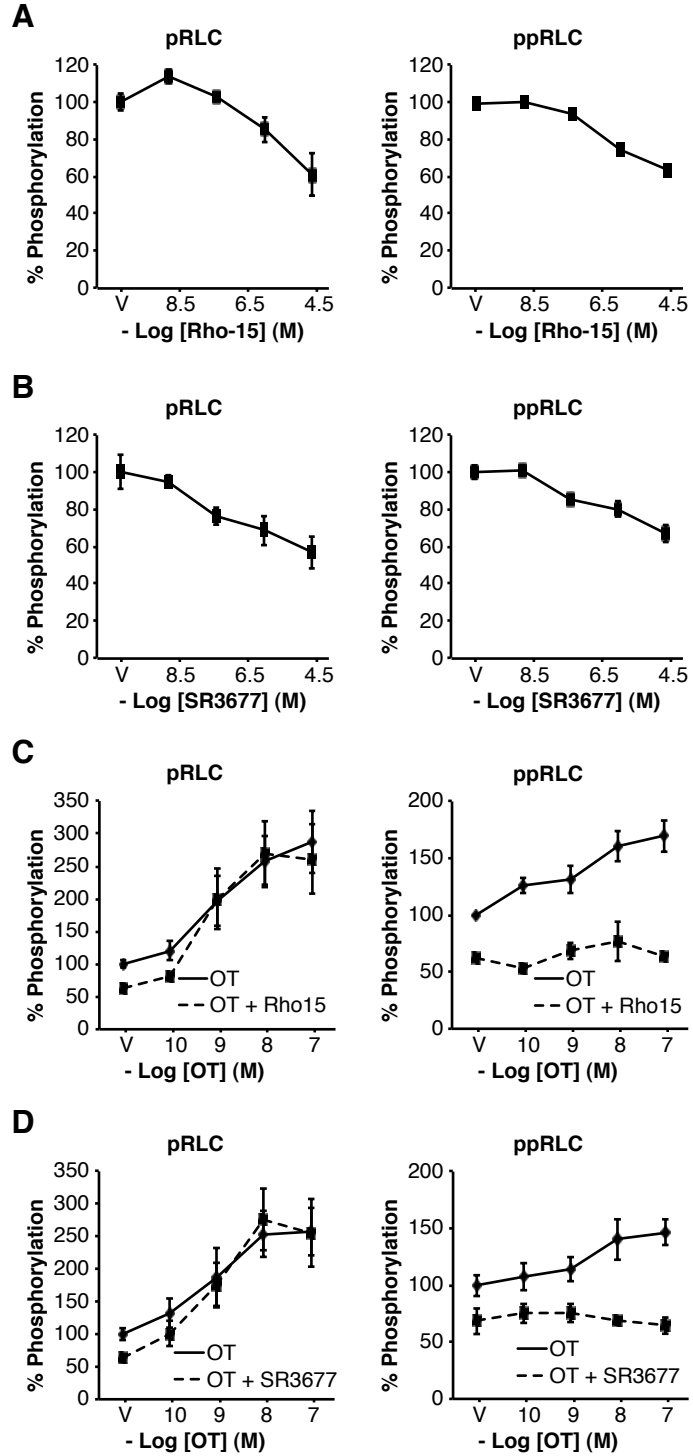 A
pRLC
% Phosphorylation
120
100
80
60
40
20
0
V 8.5 6.5 4.5
- Log [Rho-15] (M)
ppRLC
% Phosphorylation
120
100
80
60
40
20
0
V 8.5 6.5 4.5
- Log [Rho-15] (M)
B
pRLC
% Phosphorylation
120
100
80
60
40
20
0
V 8.5 6.5 4.5
- Log [SR3677] (M)
ppRLC
% Phosphorylation
120
100
80
60
40
20
0
V 8.5 6.5 4.5
- Log [SR3677] (M)
C
pRLC
% Phosphorylation
350
300
250
200
150
100
50
0
OT
OT + Rho15
V 10 9 8 7
- Log [OT] (M)
ppRLC
% Phosphorylation
200
150
100
50
0
OT
OT + Rho15
V 10 9 8 7
- Log [OT] (M)
D
pRLC
% Phosphorylation
350
300
250
200
150
100
50
0
OT
OT + SR3677
V 10 9 8 7
- Log [OT] (M)
ppRLC
% Phosphorylation
200
150
100
50
0
OT
OT + SR3677
V 10 9 8 7
- Log [OT] (M)